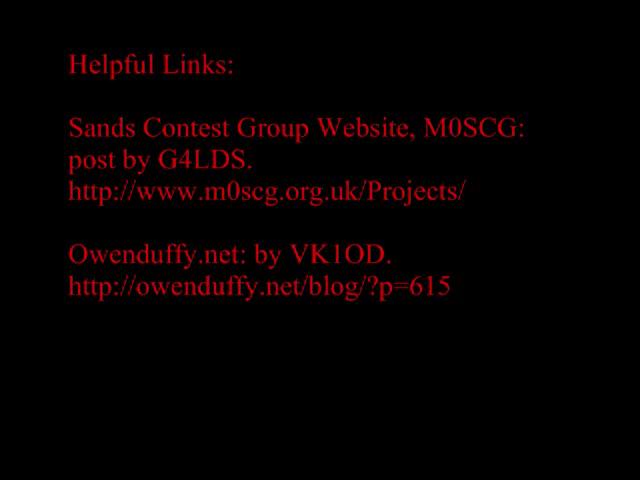 Helpful Links:
Sands Contest Group Website, M0SCG:
post by G4LDS.
http://www.m0scg.org.uk/Projects/
Owenduffy.net: by VK1OD.
http://owenduffy.net/blog/?p=615